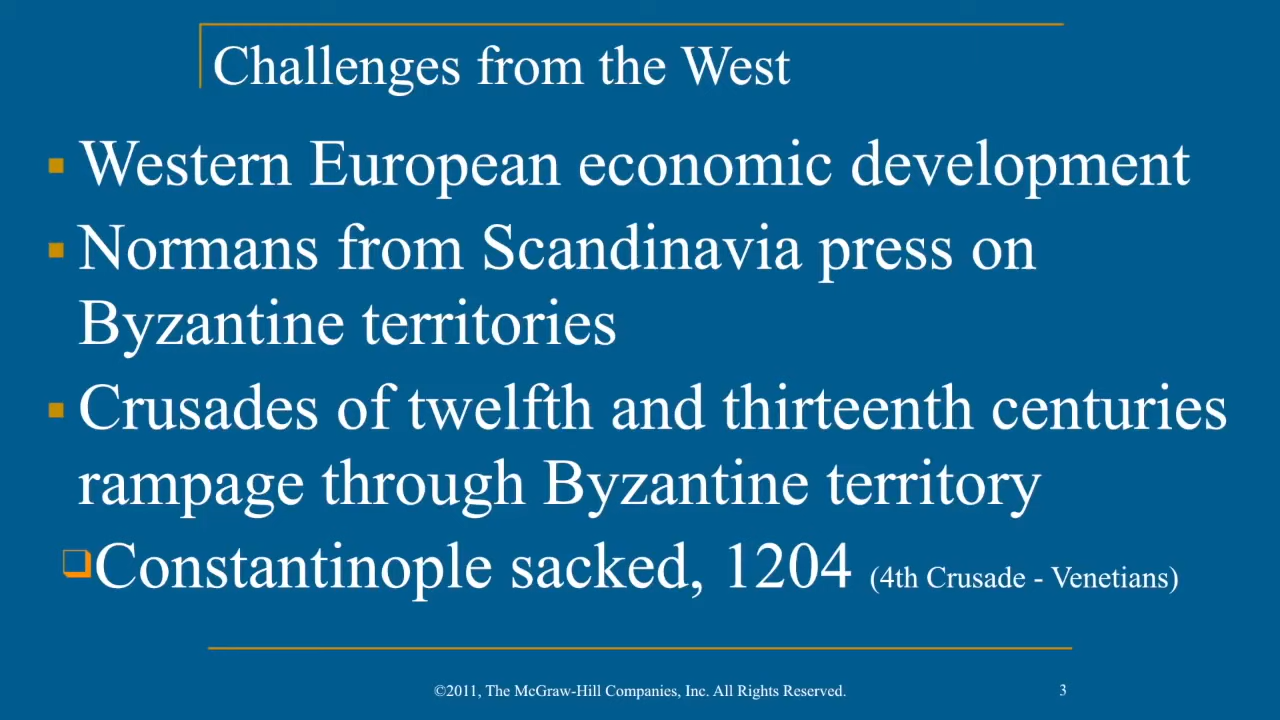 Challenges from the West
Western European economic development
Normans from Scandinavia press on
Byzantine territories
Crusades of twelfth and thirteenth centuries
rampage through Byzantine territory
Constantinople sacked, 1204 (4th Crusade - Venetians)
©2011, The McGraw-Hill Companies, Inc. All Rights Reserved.
3